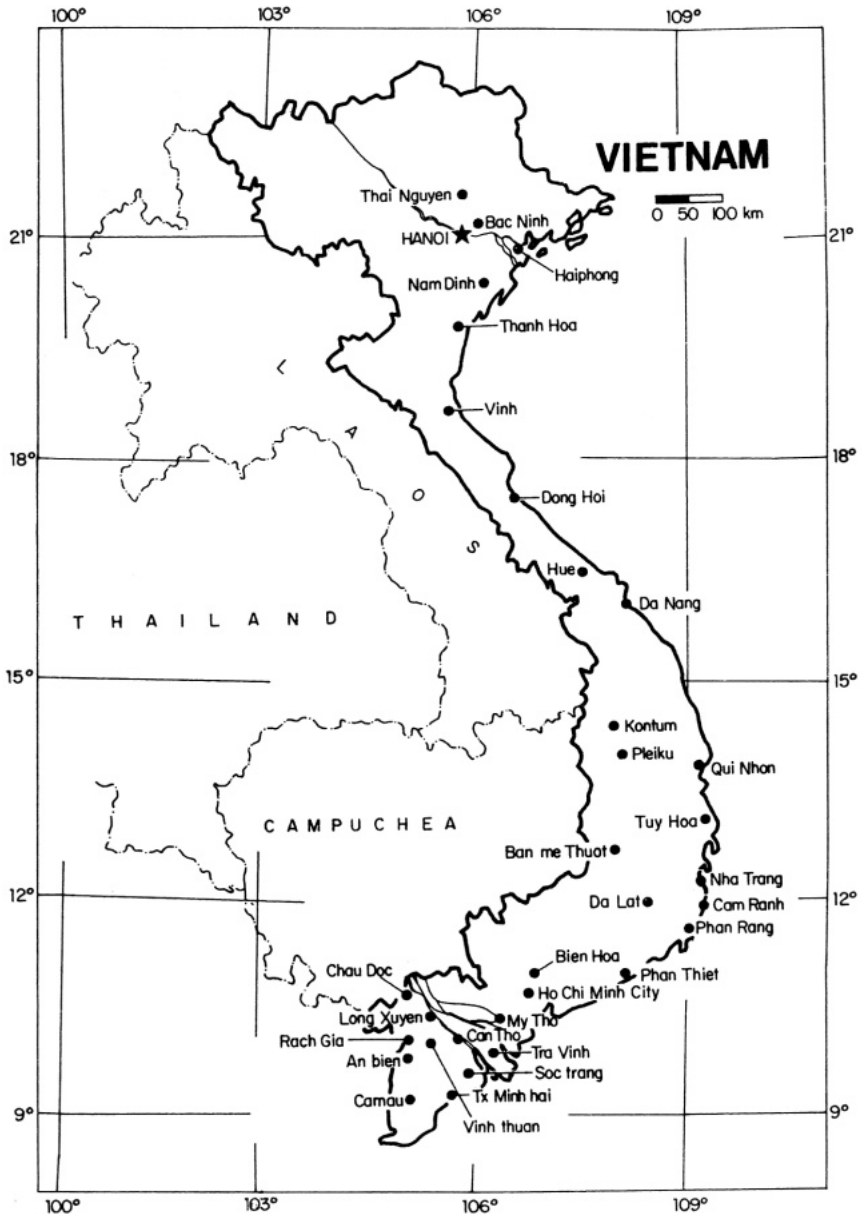 100° 103° 106° 109°
VIETNAM
0 50 100 km
Thai Nguyen
Bac Ninh
21° HANOI 21°
Haiphong
Nam Dinh
Thanh Hoa
LAOS
Vinh
18° 18°
Dong Hoi
Hue
Da Nang
THAILAND
15° 15°
Kontum
Pleiku
Qui Nhon
Tuy Hoa
CAMPUCHEA
Ban me Thuot
Nha Trang
12° 12°
Da Lat
Cam Ranh
Phan Rang
Bien Hoa
Chau Doc
Phan Thiet
Ho Chi Minh City
Long Xuyen
My Tho
Rach Gia
Can Tho
An bien
Tra Vinh
Soc trang
Camau
Tx Minh hai
9° 9°
Vinh thuan
100° 103° 106° 109°